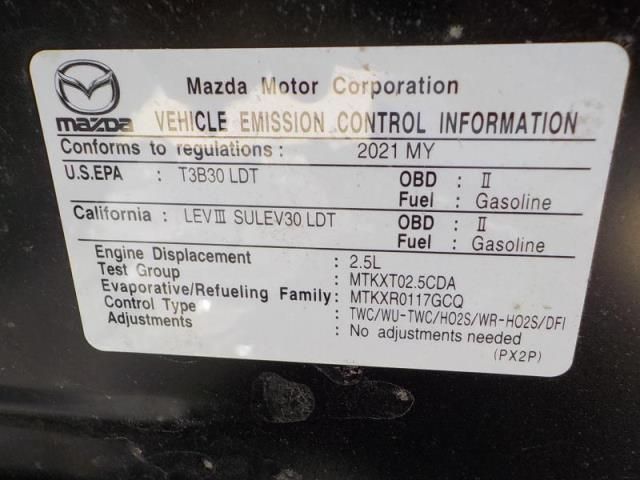 Mazda Motor Corporation
mazda VEHICLE EMISSION CONTROL INFORMATION
Conforms to regulations : 2021 MY
U.S.EPA : T3B30 LDT OBD : II
Fuel : Gasoline
California : LEVIII SULEV30 LDT OBD : II
Fuel : Gasoline
Engine Displacement : 2.5L
Test Group : MTKXT02.5CDA
Evaporative/Refueling Family: MTKXR0117GCQ
Control Type : TWC/WU-TWC/HO2S/WR-HO2S/DFI
Adjustments : No adjustments needed
(PX2P)